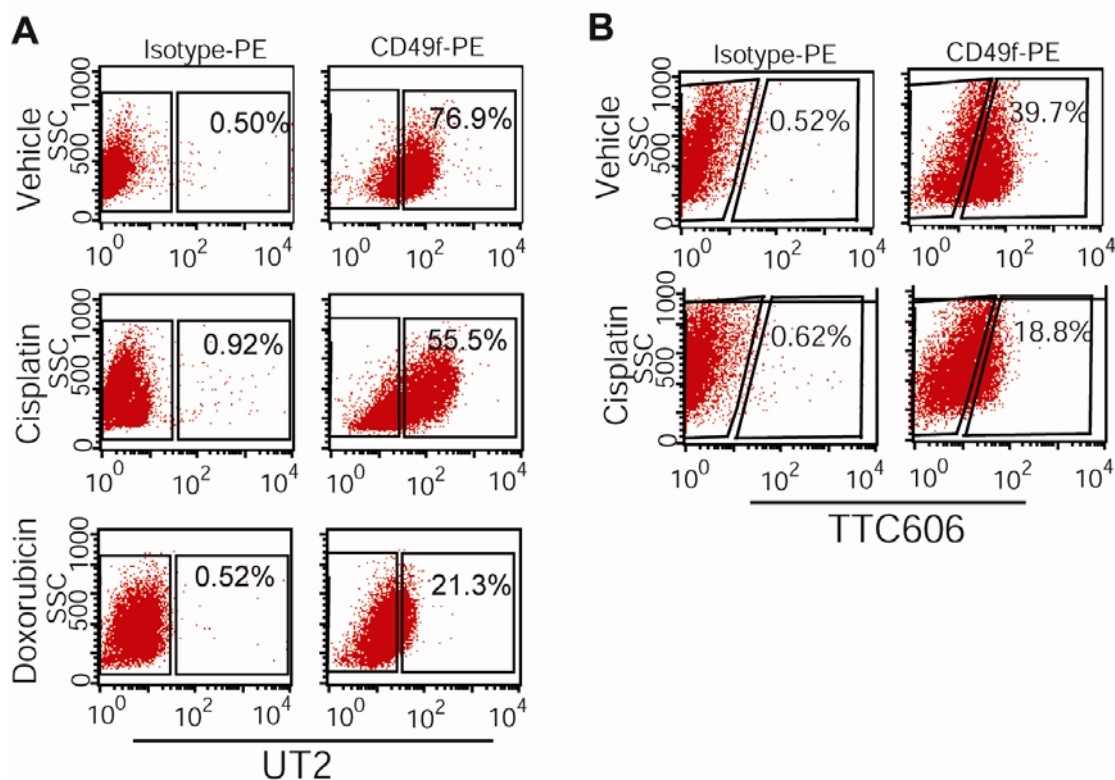 A
B
Isotype-PE CD49f-PE
Isotype-PE CD49f-PE
Vehicle
SSC
0 500 1000
0.50%
76.9%
10^0 10^2 10^4
10^0 10^2 10^4
Vehicle
SSC
0 500 1000
0.52%
39.7%
10^0 10^2 10^4
10^0 10^2 10^4
Cisplatin
SSC
0 500 1000
0.92%
55.5%
10^0 10^2 10^4
10^0 10^2 10^4
Cisplatin
SSC
0 500 1000
0.62%
18.8%
10^0 10^2 10^4
10^0 10^2 10^4
TTC606
Doxorubicin
SSC
0 500 1000
0.52%
21.3%
10^0 10^2 10^4
10^0 10^2 10^4
UT2